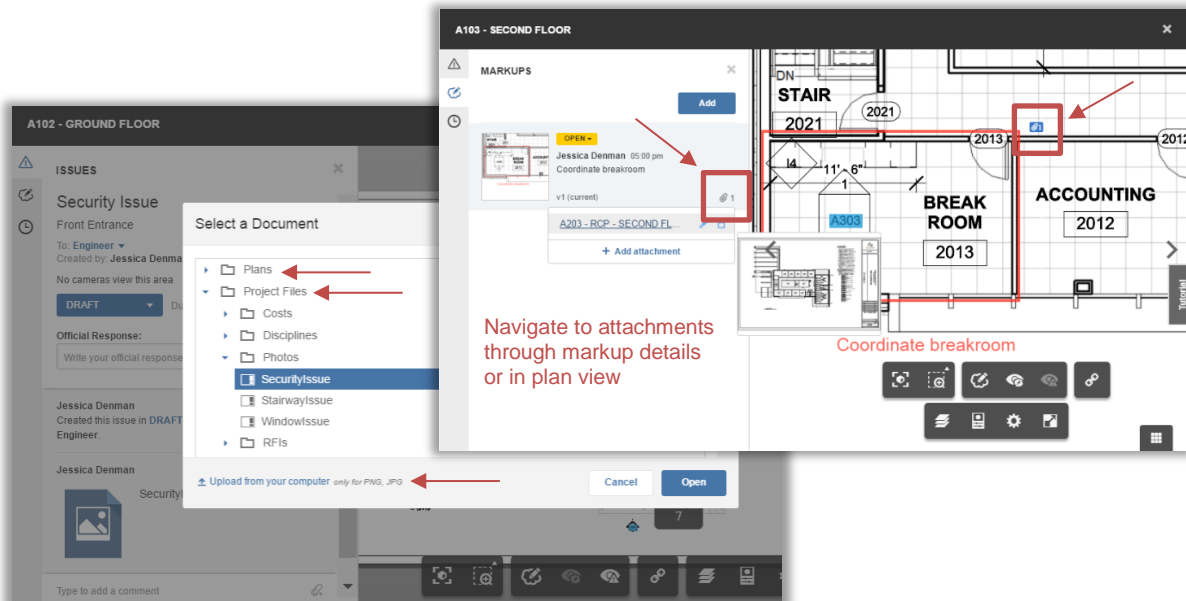 A102 - GROUND FLOOR
ISSUES
Security Issue
Front Entrance
To: Engineer
Created by: Jessica Denma
No cameras view this area
DRAFT
Du
Official Response:
Write your official response
Jessica Denman
Created this issue in DRAFT
Engineer.
Jessica Denman
Security
Type to add a comment
7
Select a Document
Plans
Project Files
Costs
Disciplines
Photos
SecurityIssue
StairwayIssue
WindowIssue
RFIs
Upload from your computer only for PNG, JPG
Cancel
Open
A103 - SECOND FLOOR
MARKUPS
Add
OPEN
Jessica Denman 05:00 pm
Coordinate breakroom
v1 (current)
1
A203 - RCP - SECOND FL...
+ Add attachment
Navigate to attachments
through markup details
or in plan view
DN
STAIR
2021
2021
2013
2012
1
I4
11'- 6"
1
A303
BREAK
ROOM
2013
ACCOUNTING
2012
Coordinate breakroom
Tutorial